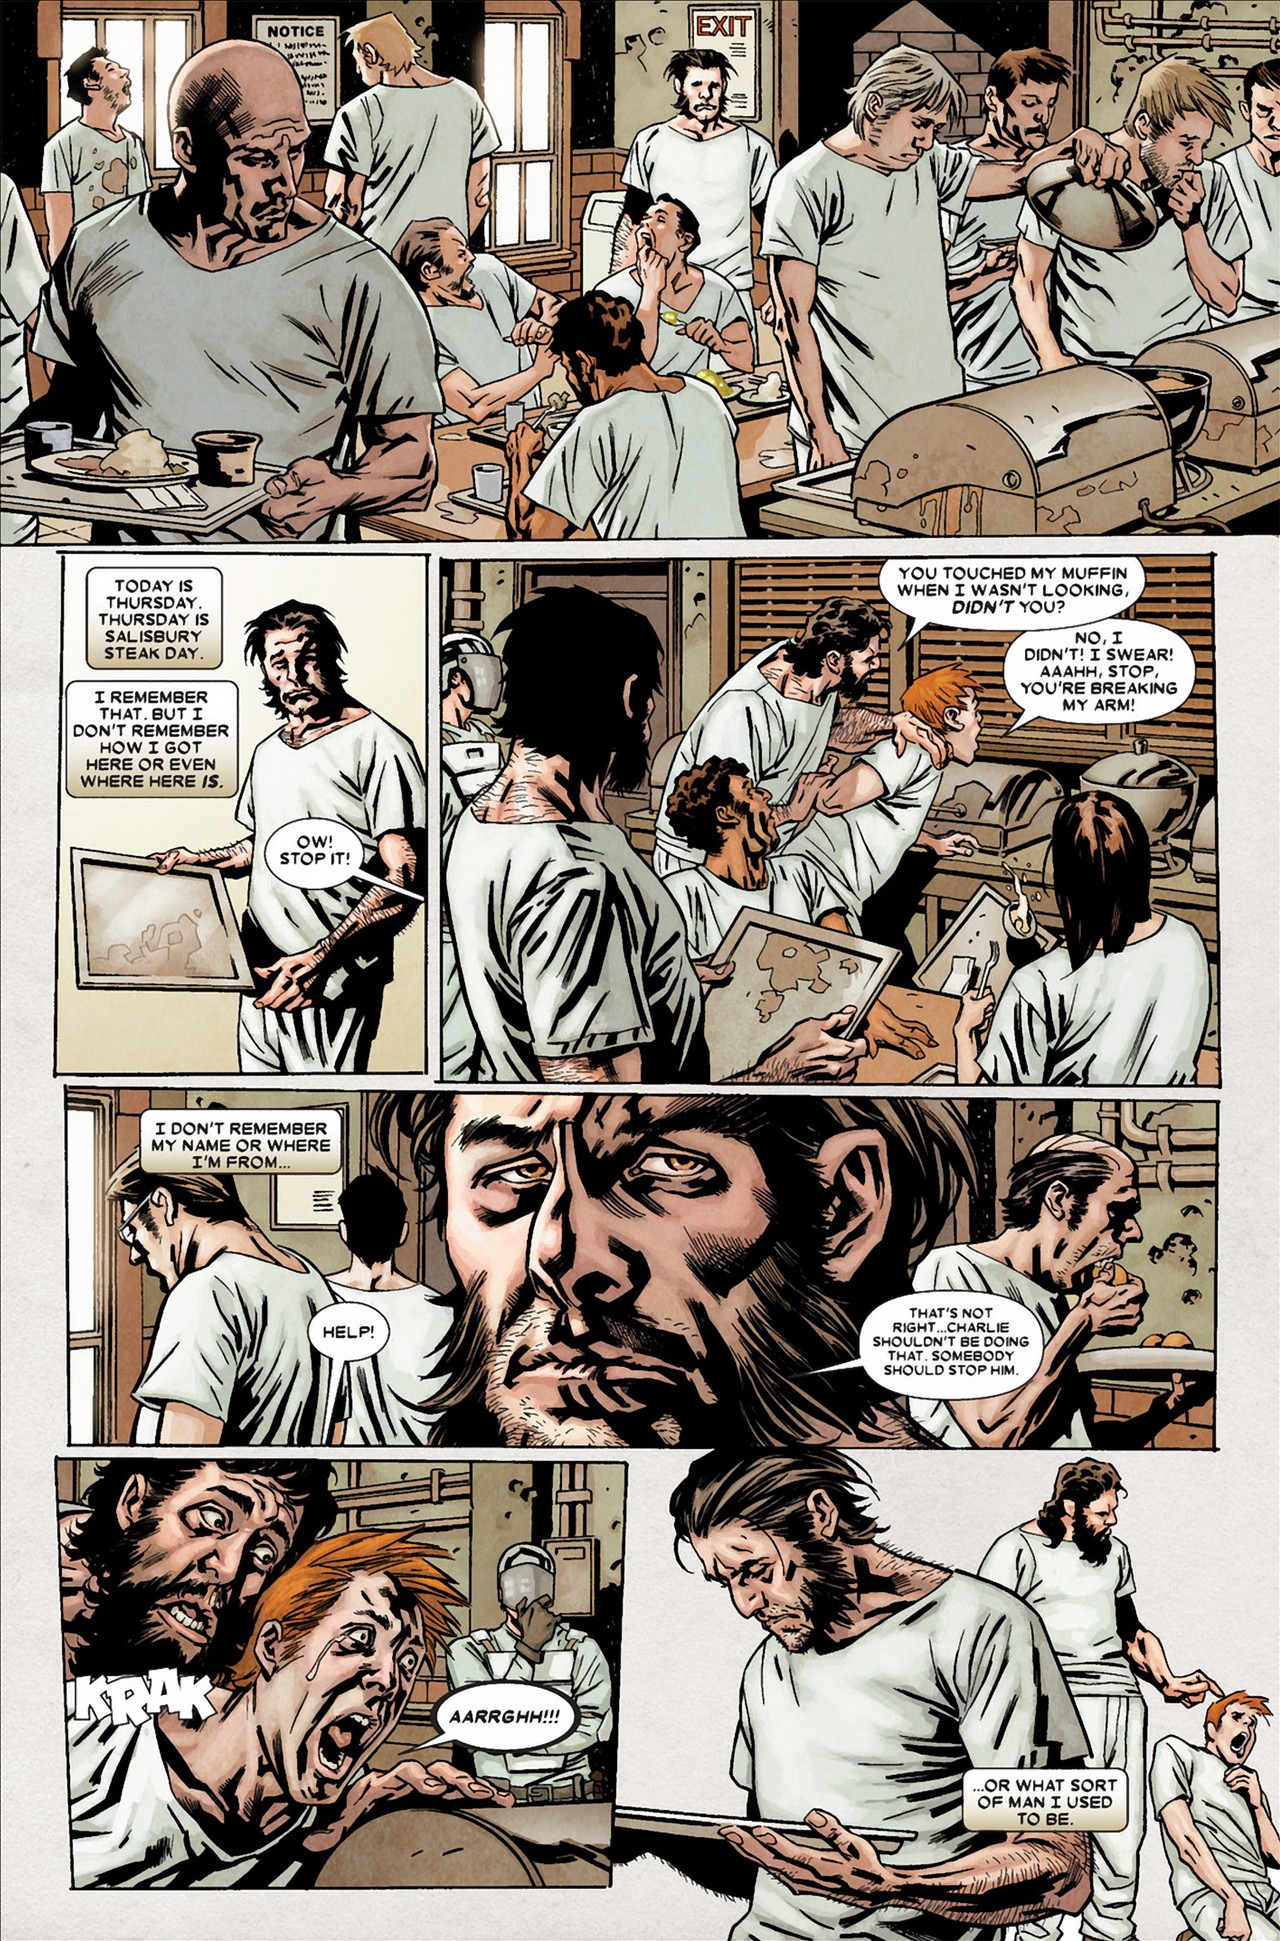 NOTICE
EXIT
TODAY IS
THURSDAY.
THURSDAY IS
SALISBURY
STEAK DAY.
I REMEMBER
THAT. BUT I
DON'T REMEMBER
HOW I GOT
HERE OR EVEN
WHERE HERE IS.
OW!
STOP IT!
YOU TOUCHED MY MUFFIN
WHEN I WASN'T LOOKING,
DIDN'T YOU?
NO, I
DIDN'T! I SWEAR!
AAAHH, STOP,
YOU'RE BREAKING
MY ARM!
I DON'T REMEMBER
MY NAME OR WHERE
I'M FROM...
HELP!
THAT'S NOT
RIGHT...CHARLIE
SHOULDN'T BE DOING
THAT. SOMEBODY
SHOULD STOP HIM.
KRAK
AARRGHH!!!
...OR WHAT SORT
OF MAN I USED
TO BE.